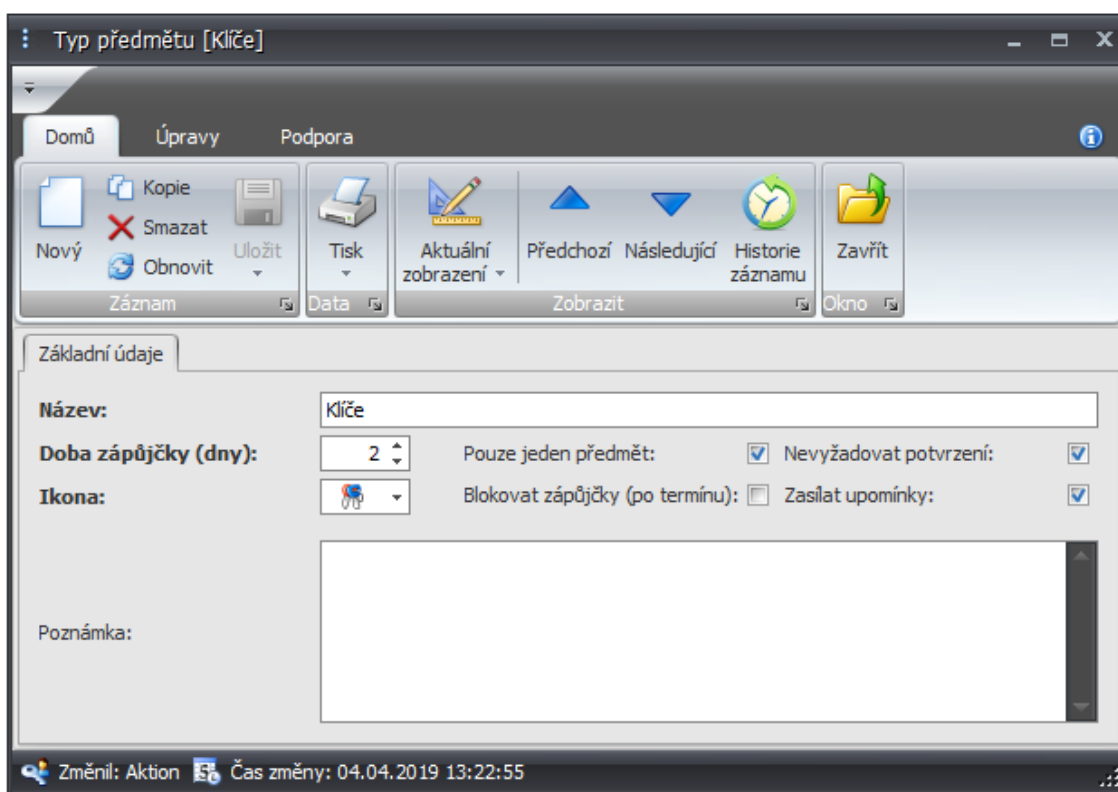 Typ předmětu [Klíče]
Domů Úpravy Podpora
Nový Kopie Smazat Obnovit Uložit
Tisk
Aktuální zobrazení Předchozí Následující Historie záznamu
Zavřít
Záznam Data Zobrazit Okno
Základní údaje
Název: Klíče
Doba zápůjčky (dny): 2 Pouze jeden předmět: Nevyžadovat potvrzení:
Ikona: Blokovat zápůjčky (po termínu): Zasílat upomínky:
Poznámka:
Změnil: Aktion Čas změny: 04.04.2019 13:22:55